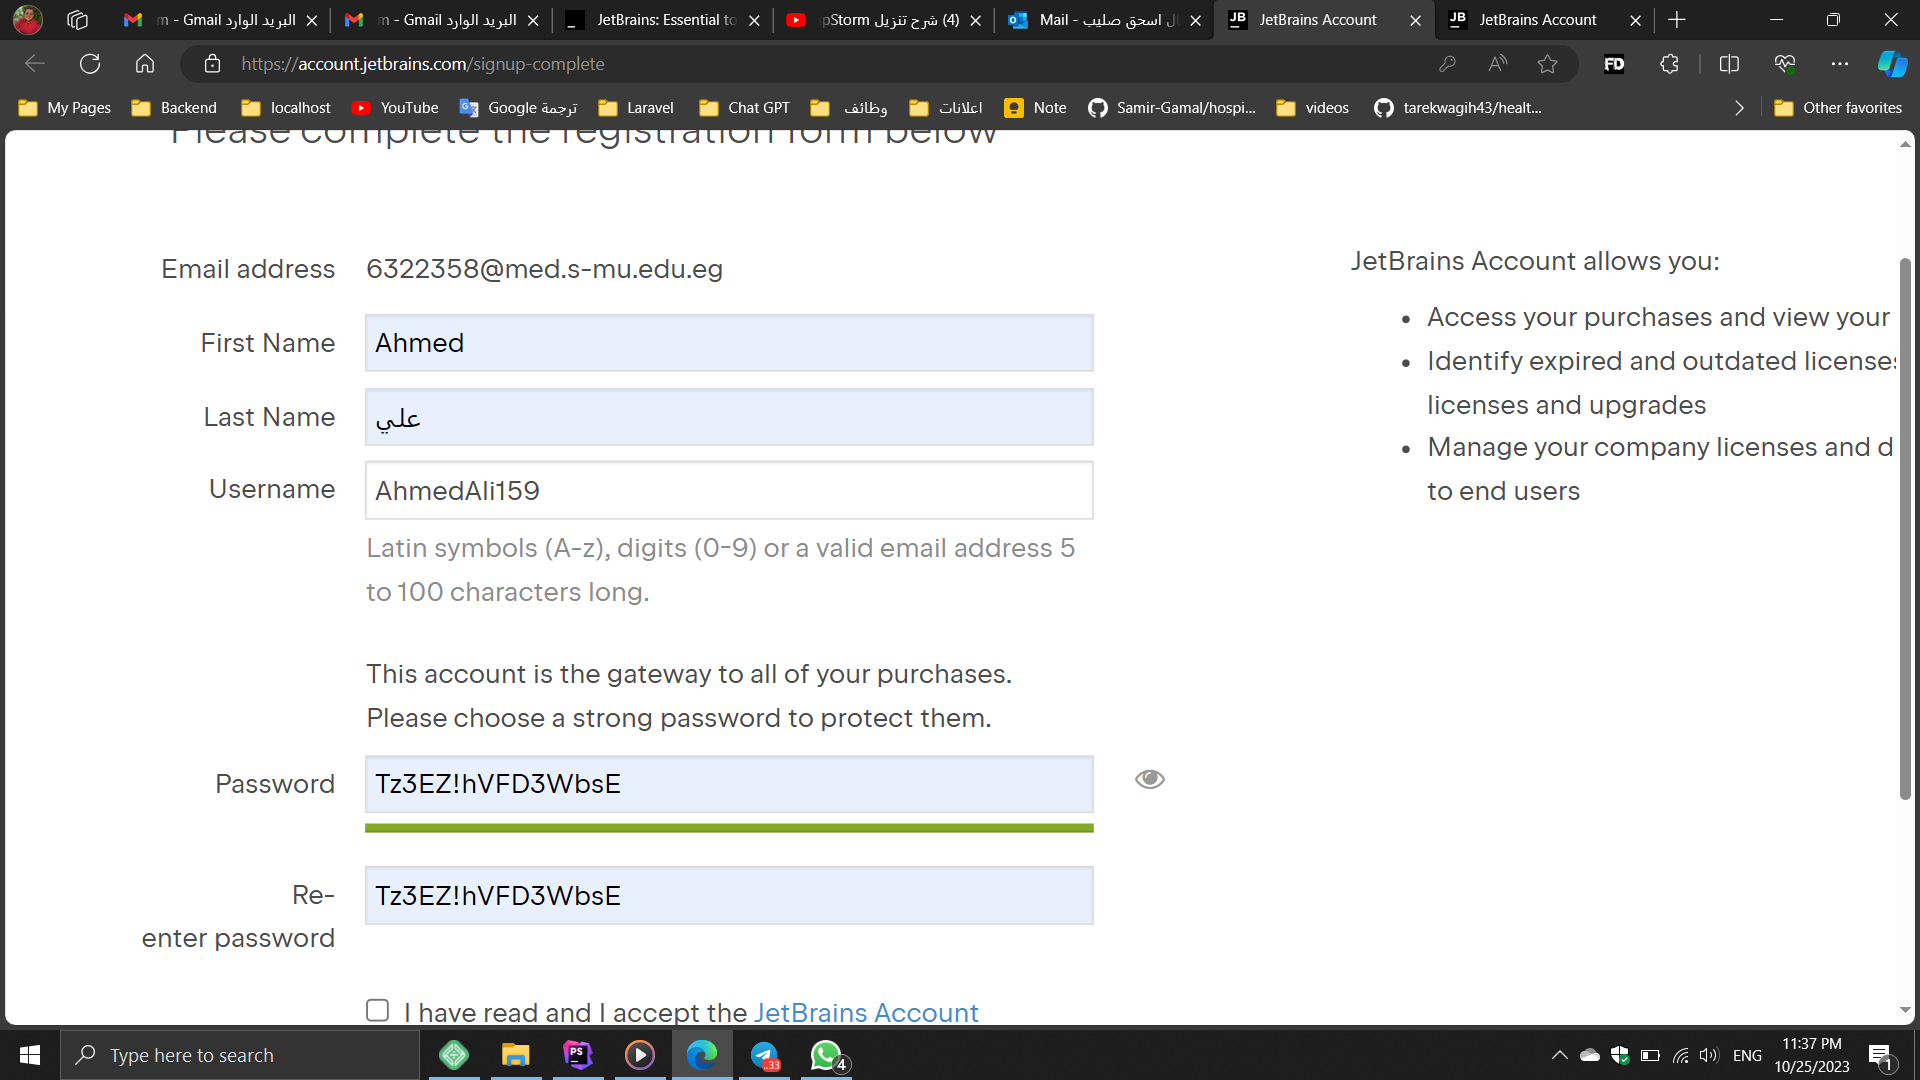 m - Gmail البريد الوارد
m - Gmail البريد الوارد
JetBrains: Essential to
(4) شرح تنزيل pStorm
Mail - ال اسحق صليب
JetBrains Account
JetBrains Account
https://account.jetbrains.com/signup-complete
My Pages
Backend
localhost
YouTube
Google ترجمة
Laravel
Chat GPT
وظائف
اعلانات
Note
Samir-Gamal/hospi...
videos
tarekwagih43/healt...
Other favorites
Please complete the registration form below
Email address 6322358@med.s-mu.edu.eg
First Name Ahmed
Last Name علي
Username AhmedAli159
Latin symbols (A-z), digits (0-9) or a valid email address 5
to 100 characters long.
This account is the gateway to all of your purchases.
Please choose a strong password to protect them.
Password Tz3EZ!hVFD3WbsE
Re-
enter password
Tz3EZ!hVFD3WbsE
I have read and I accept the JetBrains Account
JetBrains Account allows you:
• Access your purchases and view your
• Identify expired and outdated licenses
licenses and upgrades
• Manage your company licenses and d
to end users
Type here to search
PS
..33
4
ENG
11:37 PM
10/25/2023
1